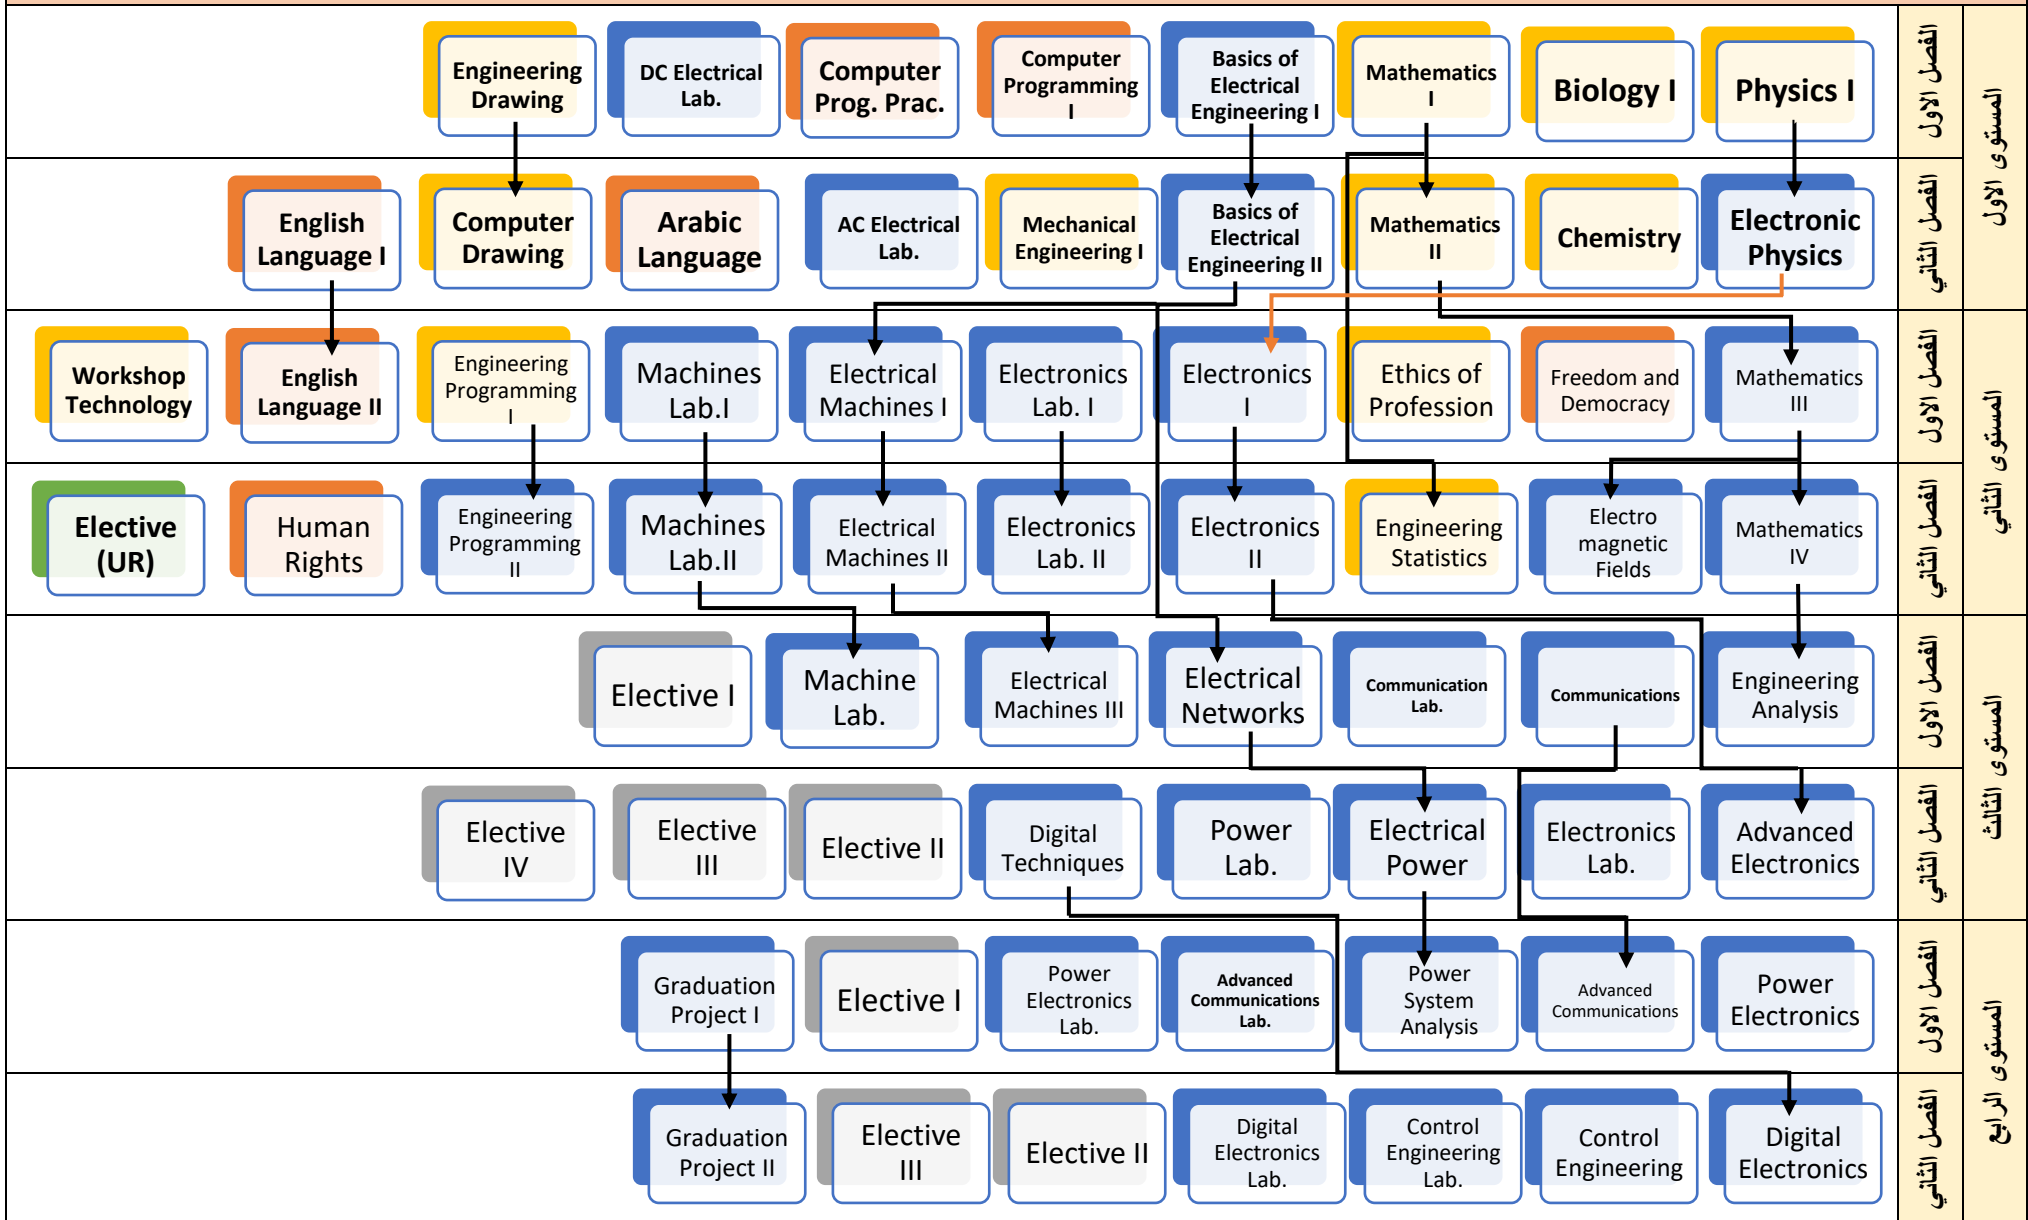 المستوى الاول
الفصل الاول
Engineering
Drawing
DC Electrical
Lab.
Computer
Prog. Prac.
Computer
Programming
I
Basics of
Electrical
Engineering I
Mathematics
I
Biology I
Physics I
الفصل الثاني
English
Language I
Computer
Drawing
Arabic
Language
AC Electrical
Lab.
Mechanical
Engineering I
Basics of
Electrical
Engineering II
Mathematics
II
Chemistry
Electronic
Physics
المستوى الثاني
الفصل الاول
Workshop
Technology
English
Language II
Engineering
Programming
I
Machines
Lab.I
Electrical
Machines I
Electronics
Lab. I
Electronics
I
Ethics of
Profession
Freedom and
Democracy
Mathematics
III
الفصل الثاني
Elective
(UR)
Human
Rights
Engineering
Programming
II
Machines
Lab.II
Electrical
Machines II
Electronics
Lab. II
Electronics
II
Engineering
Statistics
Electro
magnetic
Fields
Mathematics
IV
المستوى الثالث
الفصل الاول
Elective I
Machine
Lab.
Electrical
Machines III
Electrical
Networks
Communication
Lab.
Communications
Engineering
Analysis
الفصل الثاني
Elective
IV
Elective
III
Elective II
Digital
Techniques
Power
Lab.
Electrical
Power
Electronics
Lab.
Advanced
Electronics
المستوى الرابع
الفصل الاول
Graduation
Project I
Elective I
Power
Electronics
Lab.
Advanced
Communications
Lab.
Power
System
Analysis
Advanced
Communications
Power
Electronics
الفصل الثاني
Graduation
Project II
Elective
III
Elective II
Digital
Electronics
Lab.
Control
Engineering
Lab.
Control
Engineering
Digital
Electronics